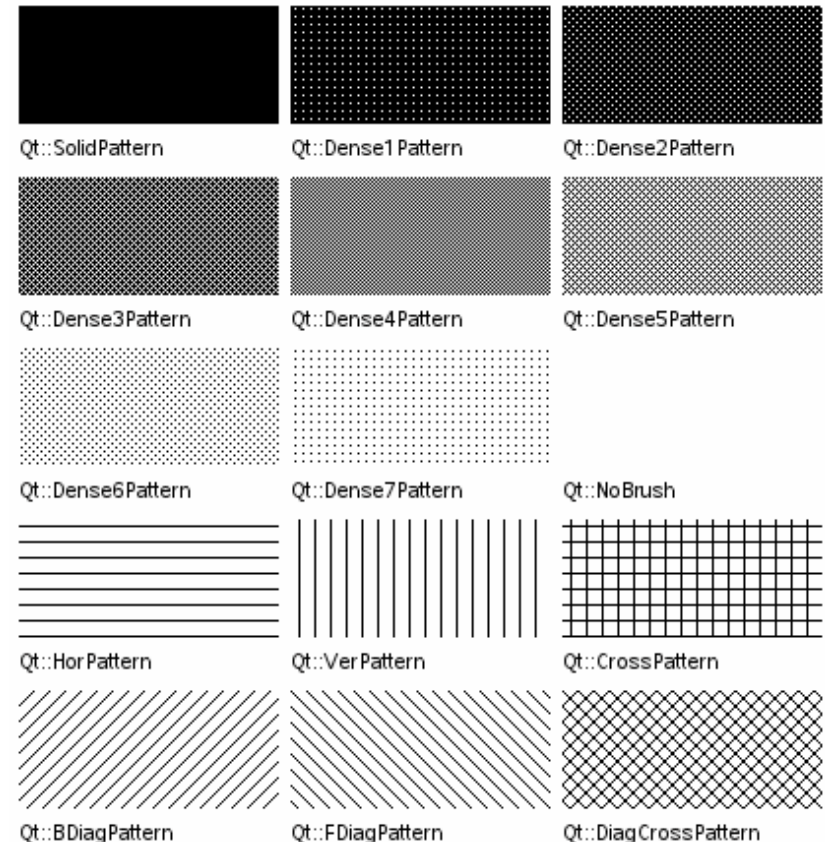 Qt::SolidPattern
Qt::Dense1Pattern
Qt::Dense2Pattern
Qt::Dense3Pattern
Qt::Dense4Pattern
Qt::Dense5Pattern
Qt::Dense6Pattern
Qt::Dense7Pattern
Qt::NoBrush
Qt::HorPattern
Qt::VerPattern
Qt::CrossPattern
Qt::BDiagPattern
Qt::FDiagPattern
Qt::DiagCrossPattern